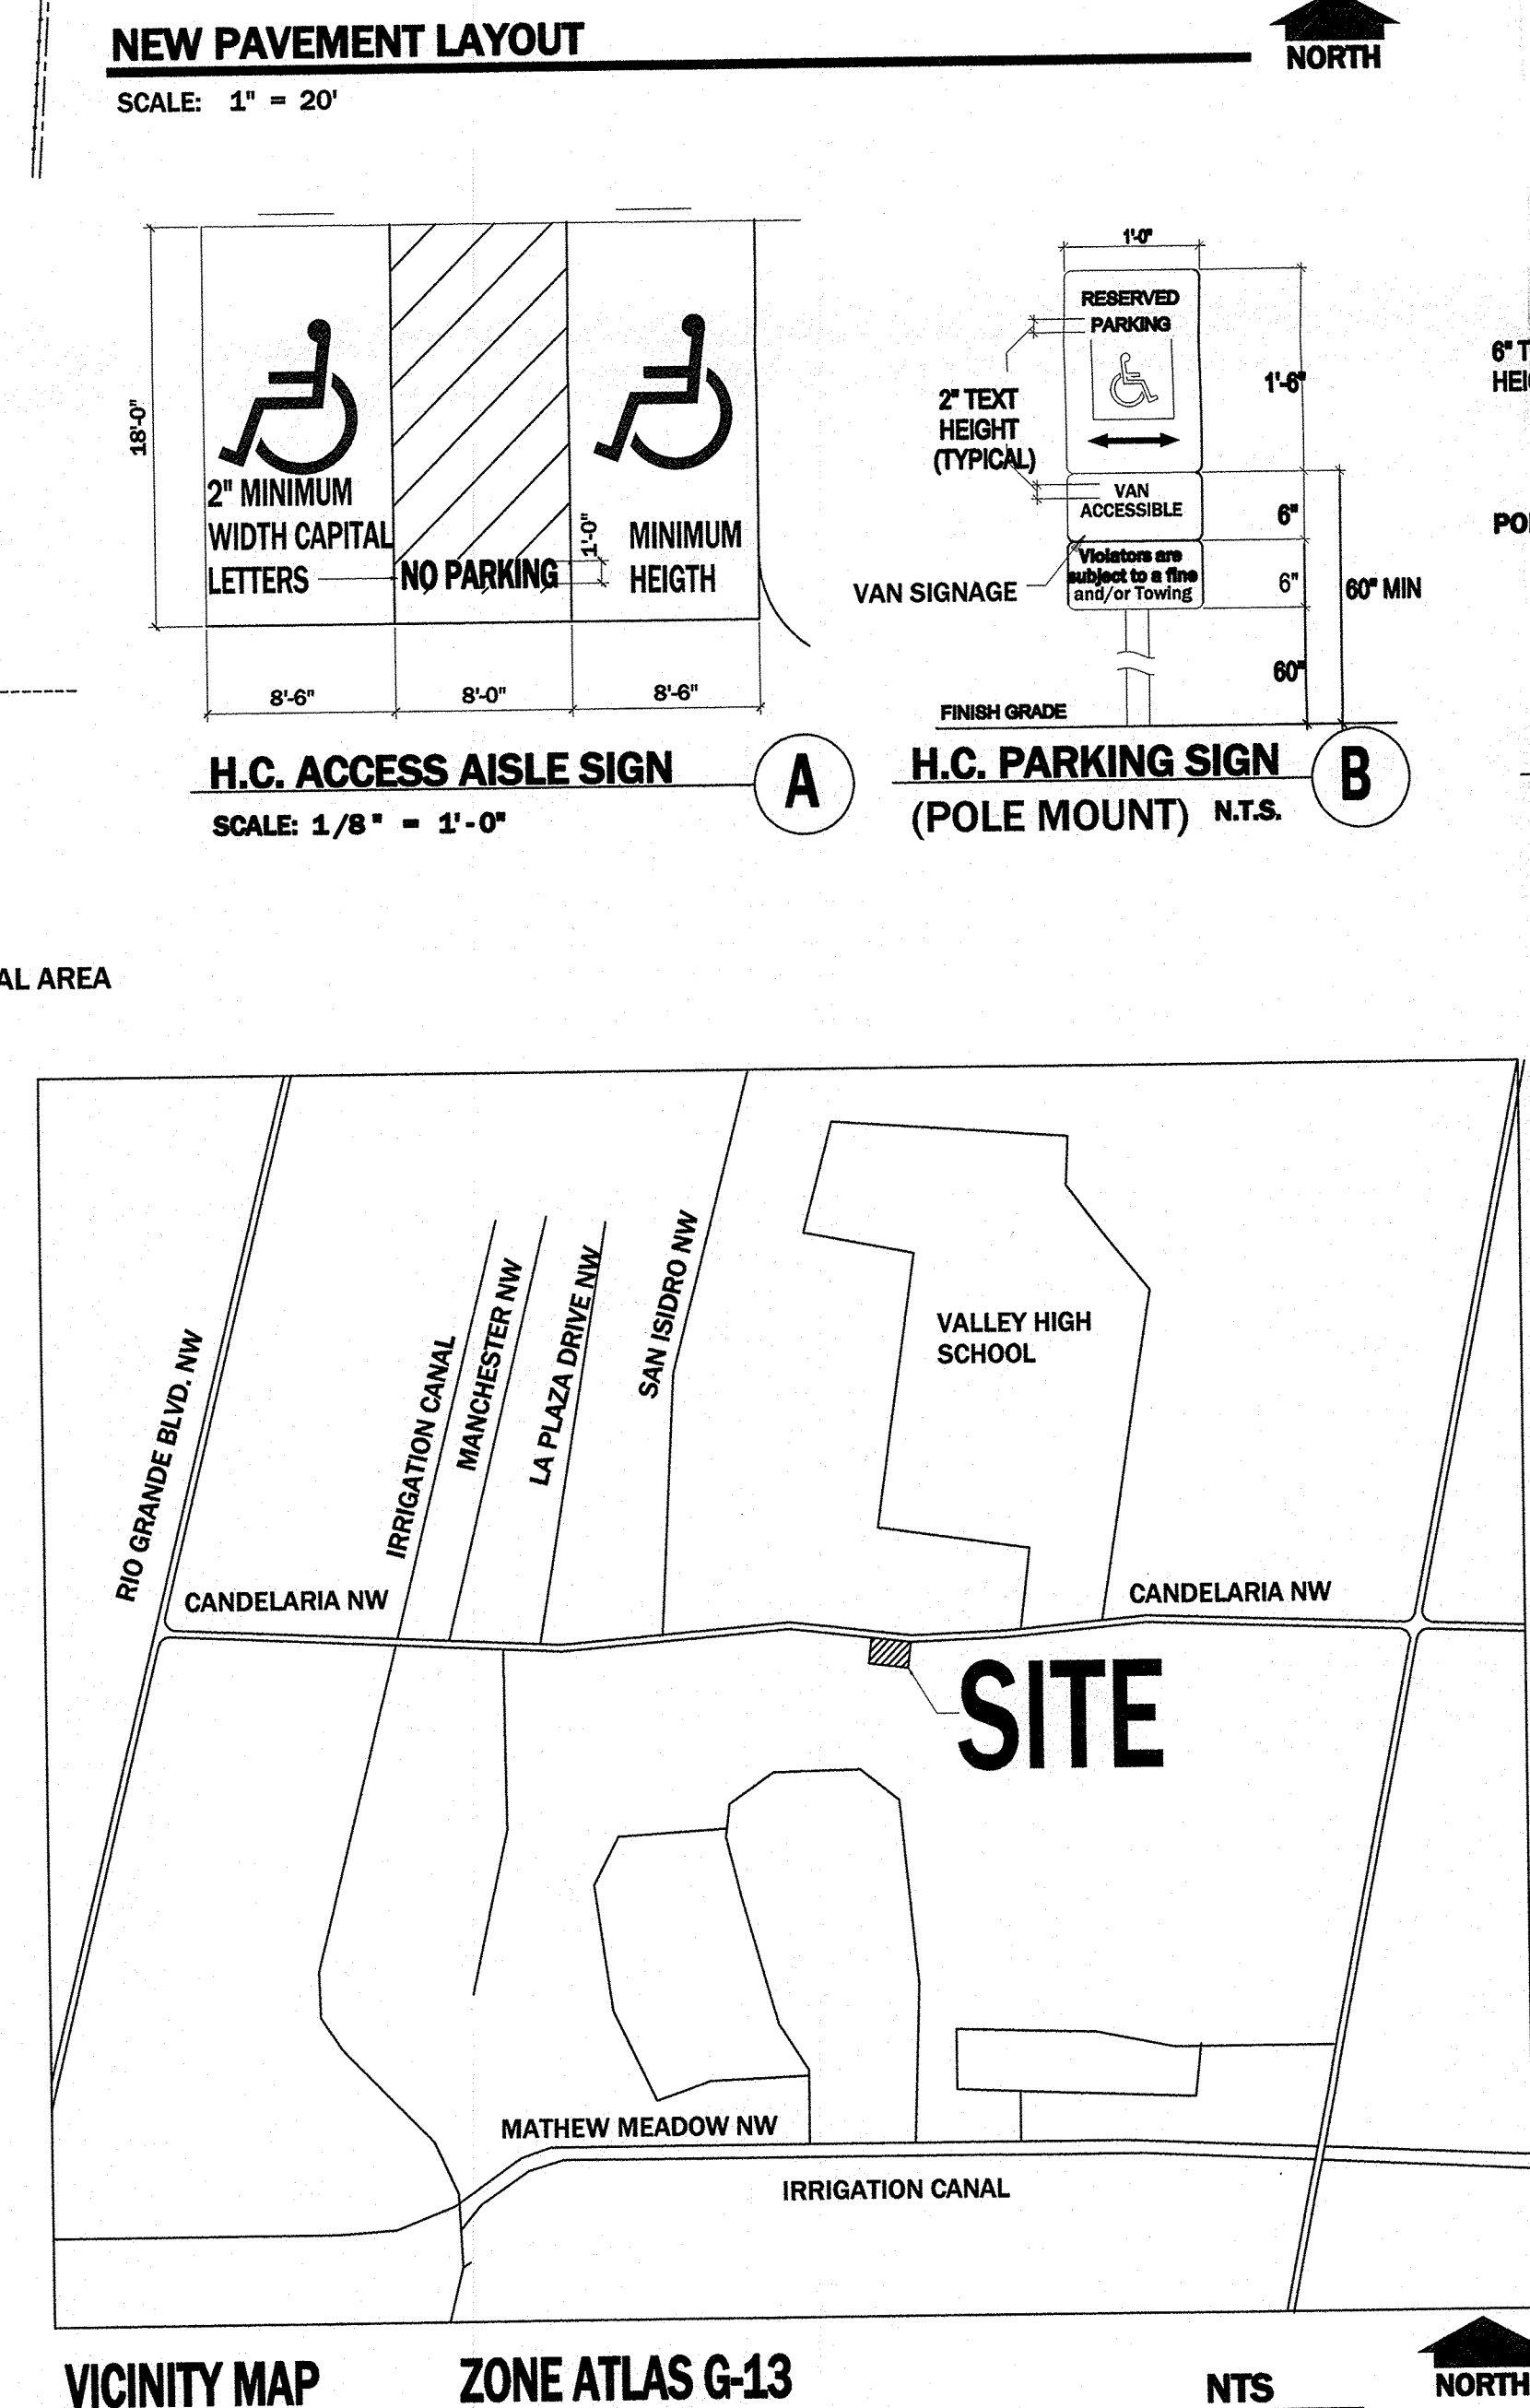 NEW PAVEMENT LAYOUT
NORTH
SCALE: 1" = 20'
18'-0"
2" MINIMUM
WIDTH CAPITAL
LETTERS
NO PARKING
1'-0"
MINIMUM
HEIGTH
8'-6"
8'-0"
8'-6"
H.C. ACCESS AISLE SIGN
A
SCALE: 1/8" = 1'-0"
1'-0"
RESERVED
PARKING
2" TEXT
HEIGHT
(TYPICAL)
VAN
ACCESSIBLE
Violators are
subject to a fine
and/or Towing
VAN SIGNAGE
1'-6"
6"
6"
60" MIN
60"
FINISH GRADE
H.C. PARKING SIGN
B
(POLE MOUNT) N.T.S.
6" T
HEI
PO
AL AREA
RIO GRANDE BLVD. NW
IRRIGATION CANAL
MANCHESTER NW
LA PLAZA DRIVE NW
SAN ISIDRO NW
VALLEY HIGH
SCHOOL
CANDELARIA NW
CANDELARIA NW
SITE
MATHEW MEADOW NW
IRRIGATION CANAL
VICINITY MAP
ZONE ATLAS G-13
NTS
NORTH